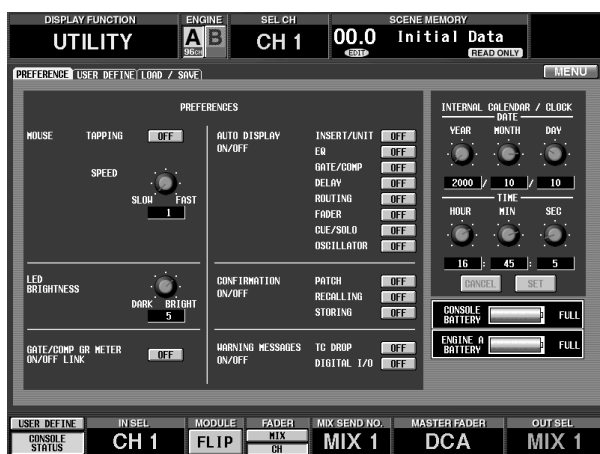 DISPLAY FUNCTION ENGINE SEL CH SCENE MEMORY
UTILITY A B CH 1 00.0 Initial Data
96CH EDIT READ ONLY
PREFERENCE USER DEFINE LOAD / SAVE MENU
PREFERENCES
MOUSE TAPPING OFF
SPEED
SLOW FAST
1
LED BRIGHTNESS
DARK BRIGHT
5
GATE/COMP GR METER OFF
ON/OFF LINK
AUTO DISPLAY INSERT/UNIT OFF
ON/OFF EQ OFF
GATE/COMP OFF
DELAY OFF
ROUTING OFF
FADER OFF
CUE/SOLO OFF
OSCILLATOR OFF
CONFIRMATION PATCH OFF
ON/OFF RECALLING OFF
STORING OFF
WARNING MESSAGES TC DROP OFF
ON/OFF DIGITAL I/O OFF
INTERNAL CALENDAR / CLOCK
DATE
YEAR MONTH DAY
2000 / 10 / 10
TIME
HOUR MIN SEC
16 : 45 : 5
CANCEL SET
CONSOLE BATTERY FULL
ENGINE A BATTERY FULL
USER DEFINE IN SEL MODULE FADER MIX SEND NO. MASTER FADER OUT SEL
CONSOLE STATUS CH 1 FLIP MIX CH MIX 1 DCA MIX 1